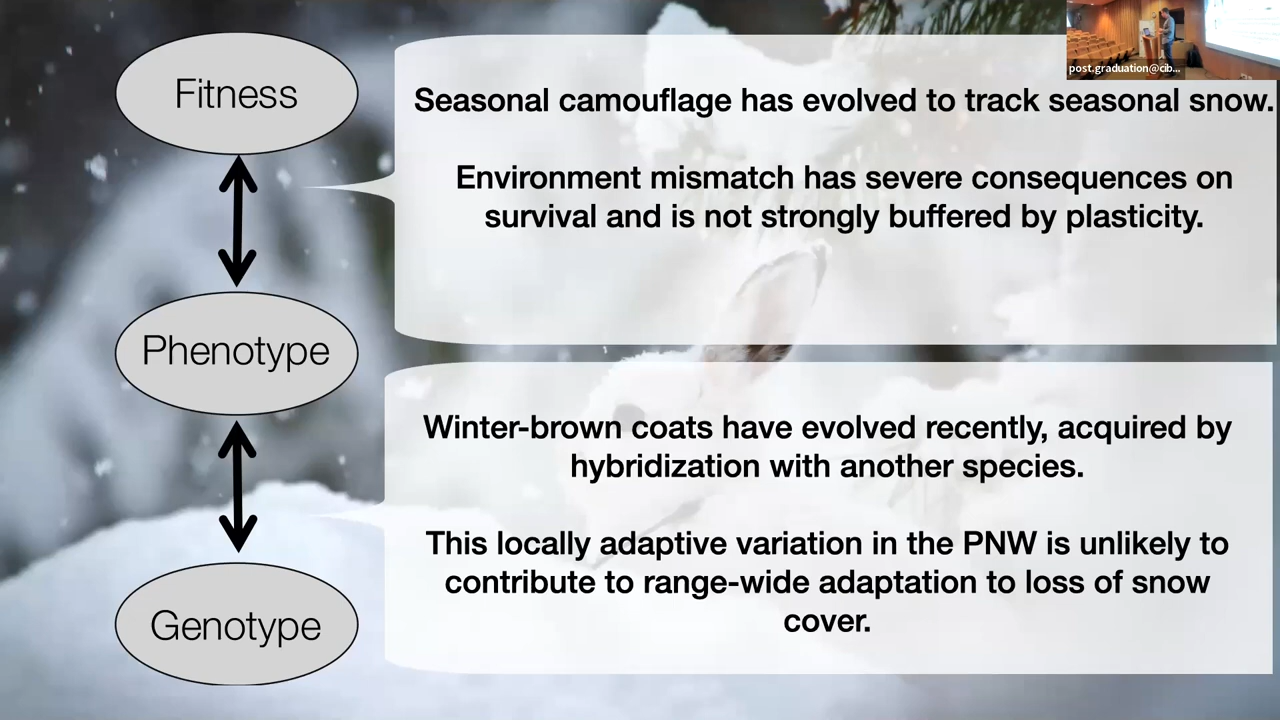 post.graduation@cib...
Fitness
Seasonal camouflage has evolved to track seasonal snow.
Environment mismatch has severe consequences on
survival and is not strongly buffered by plasticity.
Phenotype
Winter-brown coats have evolved recently, acquired by
hybridization with another species.
This locally adaptive variation in the PNW is unlikely to
contribute to range-wide adaptation to loss of snow
cover.
Genotype